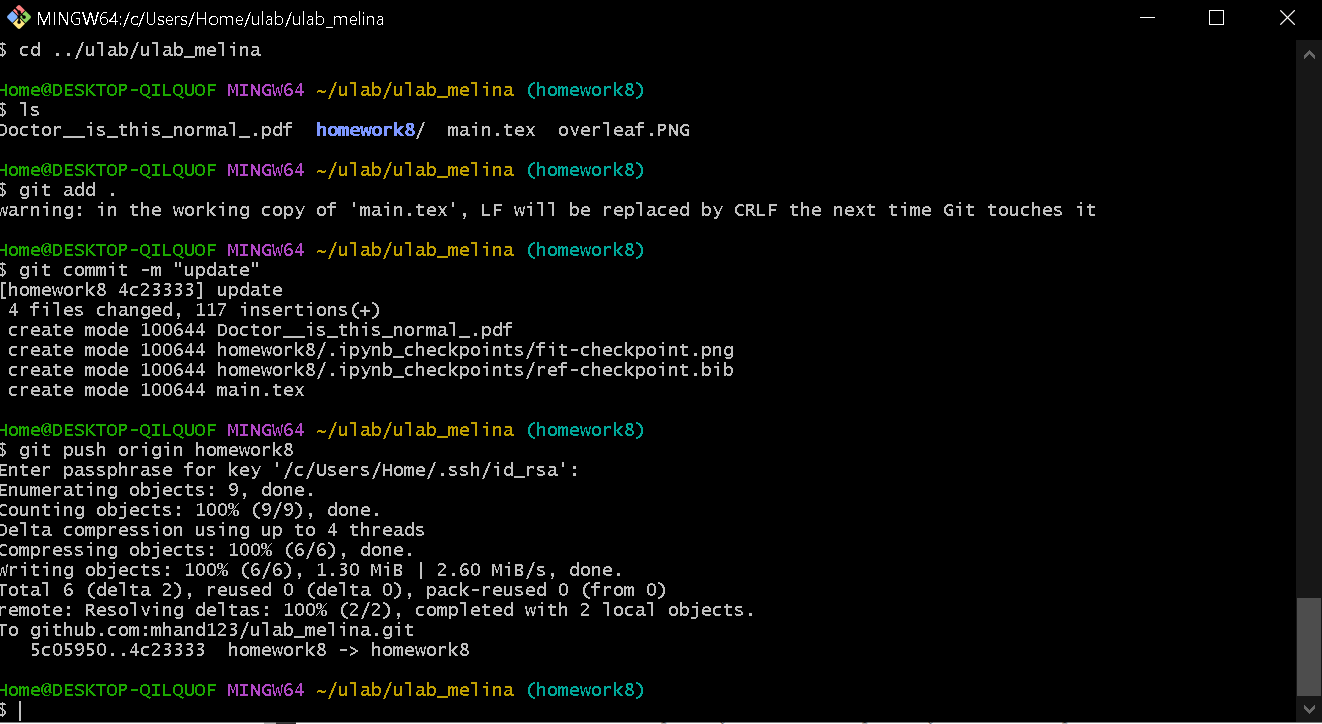 MINGW64:/c/Users/Home/ulab/ulab_melina
$ cd ../ulab/ulab_melina
Home@DESKTOP-QILQUOF MINGW64 ~/ulab/ulab_melina (homework8)
$ ls
Doctor__is_this_normal_.pdf  homework8/  main.tex  overleaf.PNG
Home@DESKTOP-QILQUOF MINGW64 ~/ulab/ulab_melina (homework8)
$ git add .
warning: in the working copy of 'main.tex', LF will be replaced by CRLF the next time Git touches it
Home@DESKTOP-QILQUOF MINGW64 ~/ulab/ulab_melina (homework8)
$ git commit -m "update"
[homework8 4c23333] update
 4 files changed, 117 insertions(+)
 create mode 100644 Doctor__is_this_normal_.pdf
 create mode 100644 homework8/.ipynb_checkpoints/fit-checkpoint.png
 create mode 100644 homework8/.ipynb_checkpoints/ref-checkpoint.bib
 create mode 100644 main.tex
Home@DESKTOP-QILQUOF MINGW64 ~/ulab/ulab_melina (homework8)
$ git push origin homework8
Enter passphrase for key '/c/Users/Home/.ssh/id_rsa':
Enumerating objects: 9, done.
Counting objects: 100% (9/9), done.
Delta compression using up to 4 threads
Compressing objects: 100% (6/6), done.
Writing objects: 100% (6/6), 1.30 MiB | 2.60 MiB/s, done.
Total 6 (delta 2), reused 0 (delta 0), pack-reused 0 (from 0)
remote: Resolving deltas: 100% (2/2), completed with 2 local objects.
To github.com:mhand123/ulab_melina.git
   5c05950..4c23333  homework8 -> homework8
Home@DESKTOP-QILQUOF MINGW64 ~/ulab/ulab_melina (homework8)
$